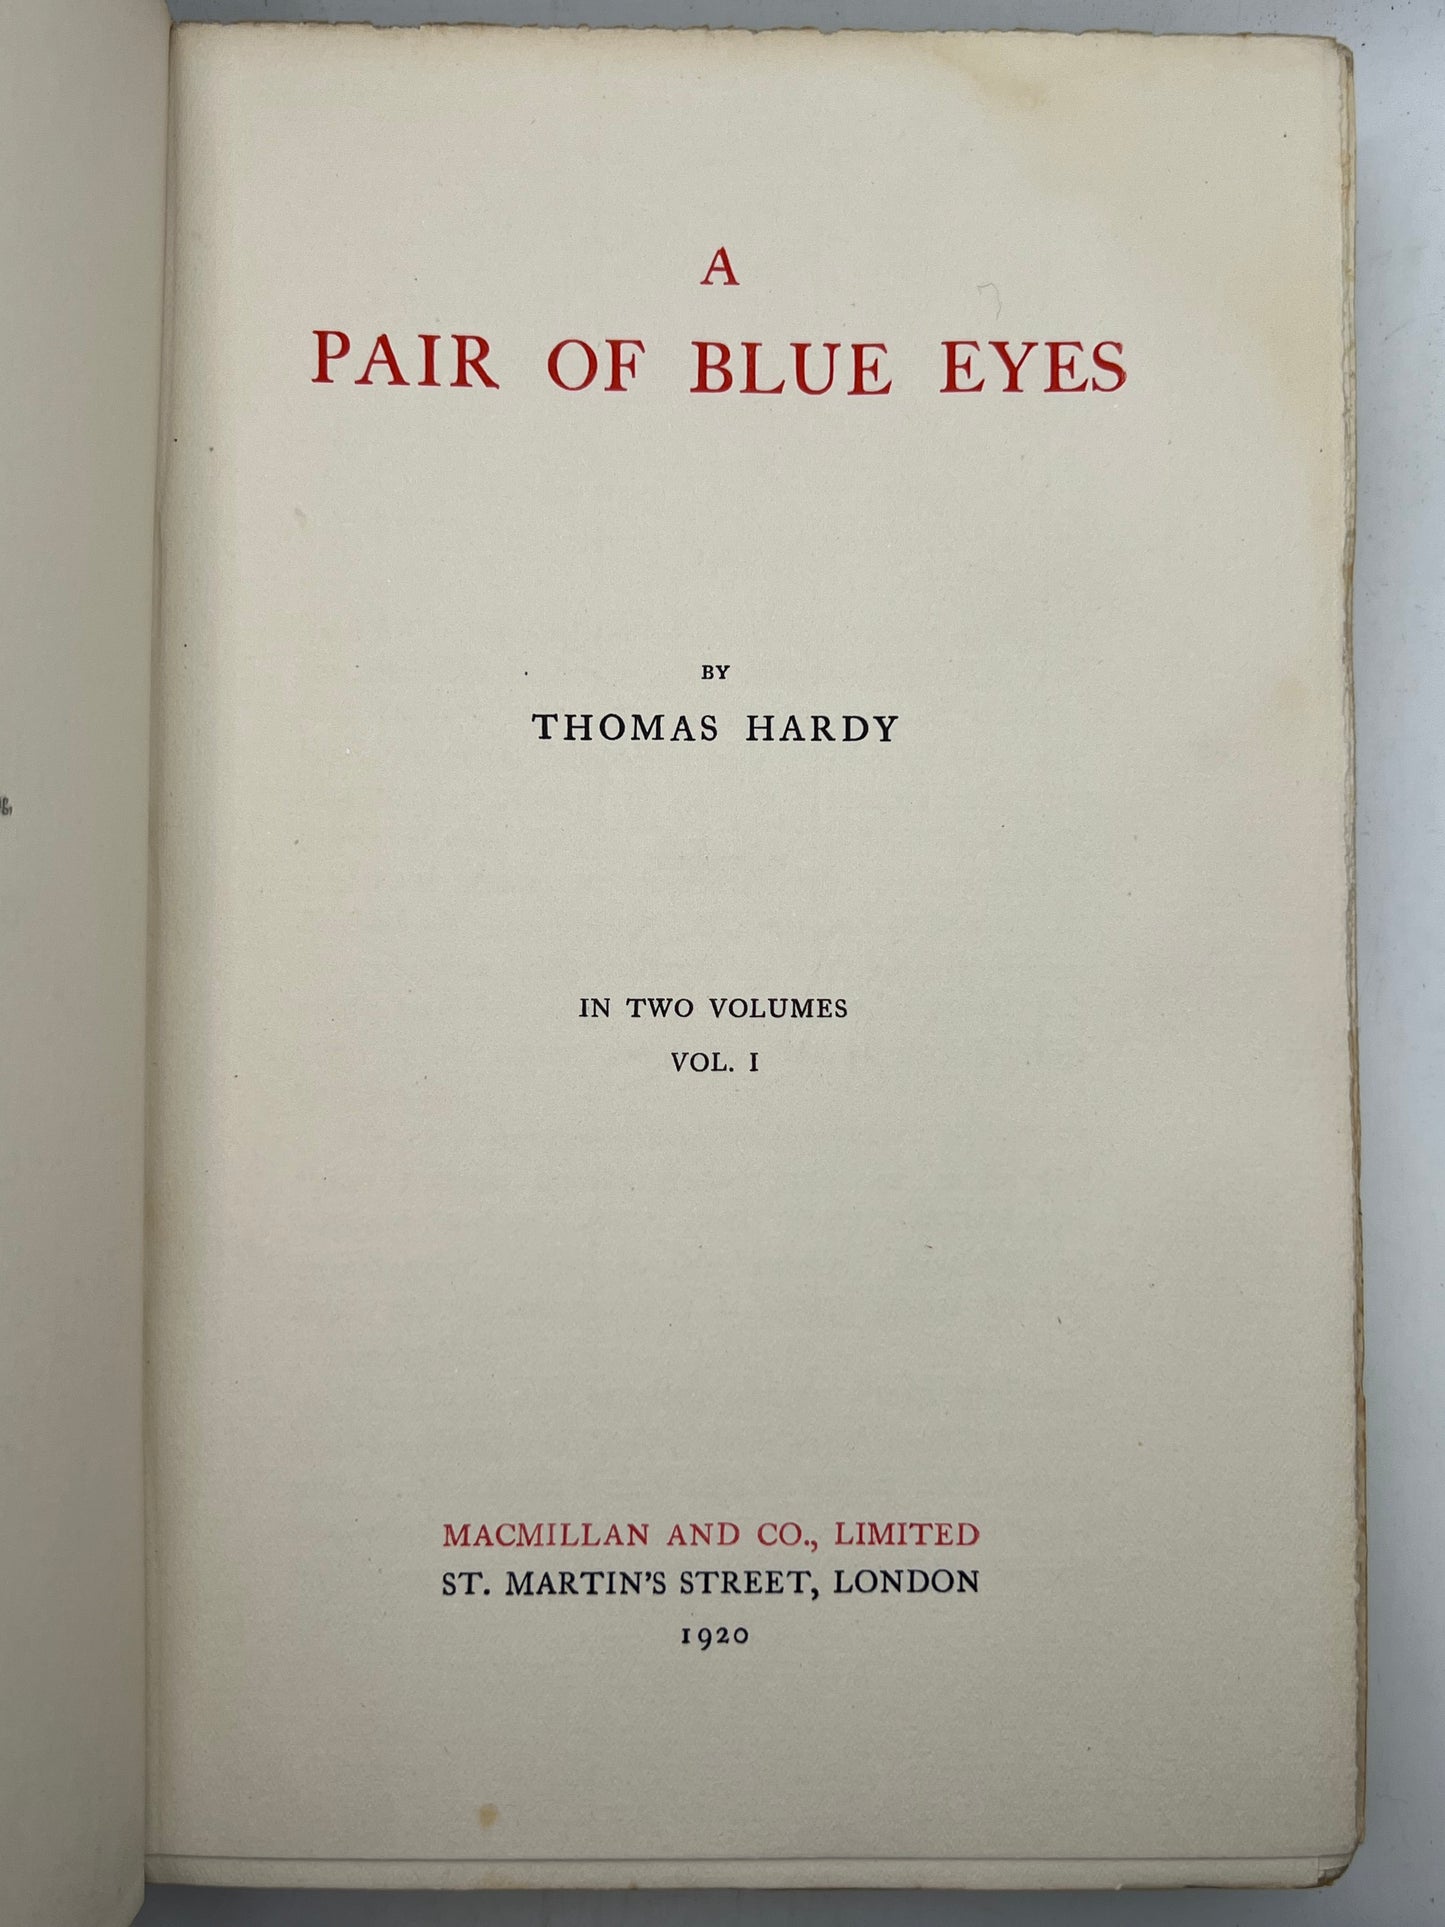 A
PAIR OF BLUE EYES
BY
THOMAS HARDY
IN TWO VOLUMES
VOL. I
MACMILLAN AND CO., LIMITED
ST. MARTIN'S STREET, LONDON
1920